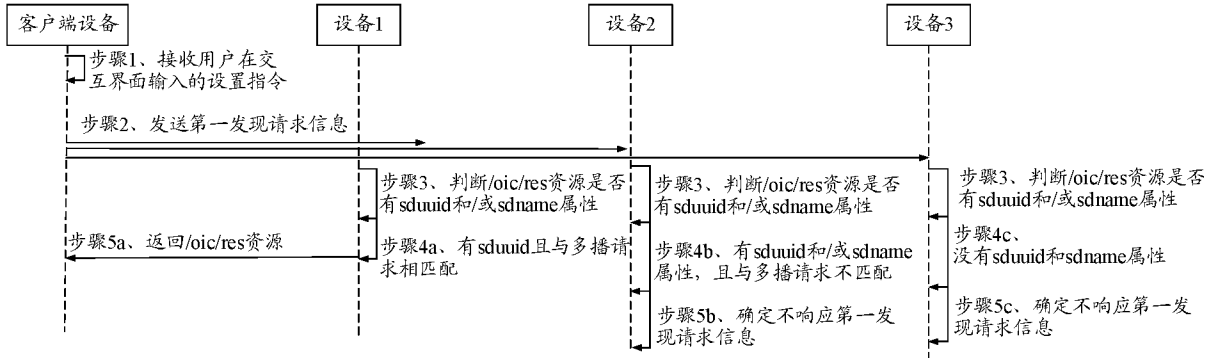 客户端设备
设备1
设备2
设备3
步骤1、接收用户在交
互界面输入的设置指令
步骤2、发送第一发现请求信息
步骤3、判断/oic/res资源是否
有sduuid和/或sdname属性
步骤3、判断/oic/res资源是否
有sduuid和/或sdname属性
步骤3、判断/oic/res资源是否
有sduuid和/或sdname属性
步骤5a、返回/oic/res资源
步骤4a、有sduuid且与多播请
求相匹配
步骤4b、有sduuid和/或sdname
属性，且与多播请求不匹配
步骤4c、
没有sduuid和sdname属性
步骤5b、确定不响应第一发
现请求信息
步骤5c、确定不响应第一发
现请求信息